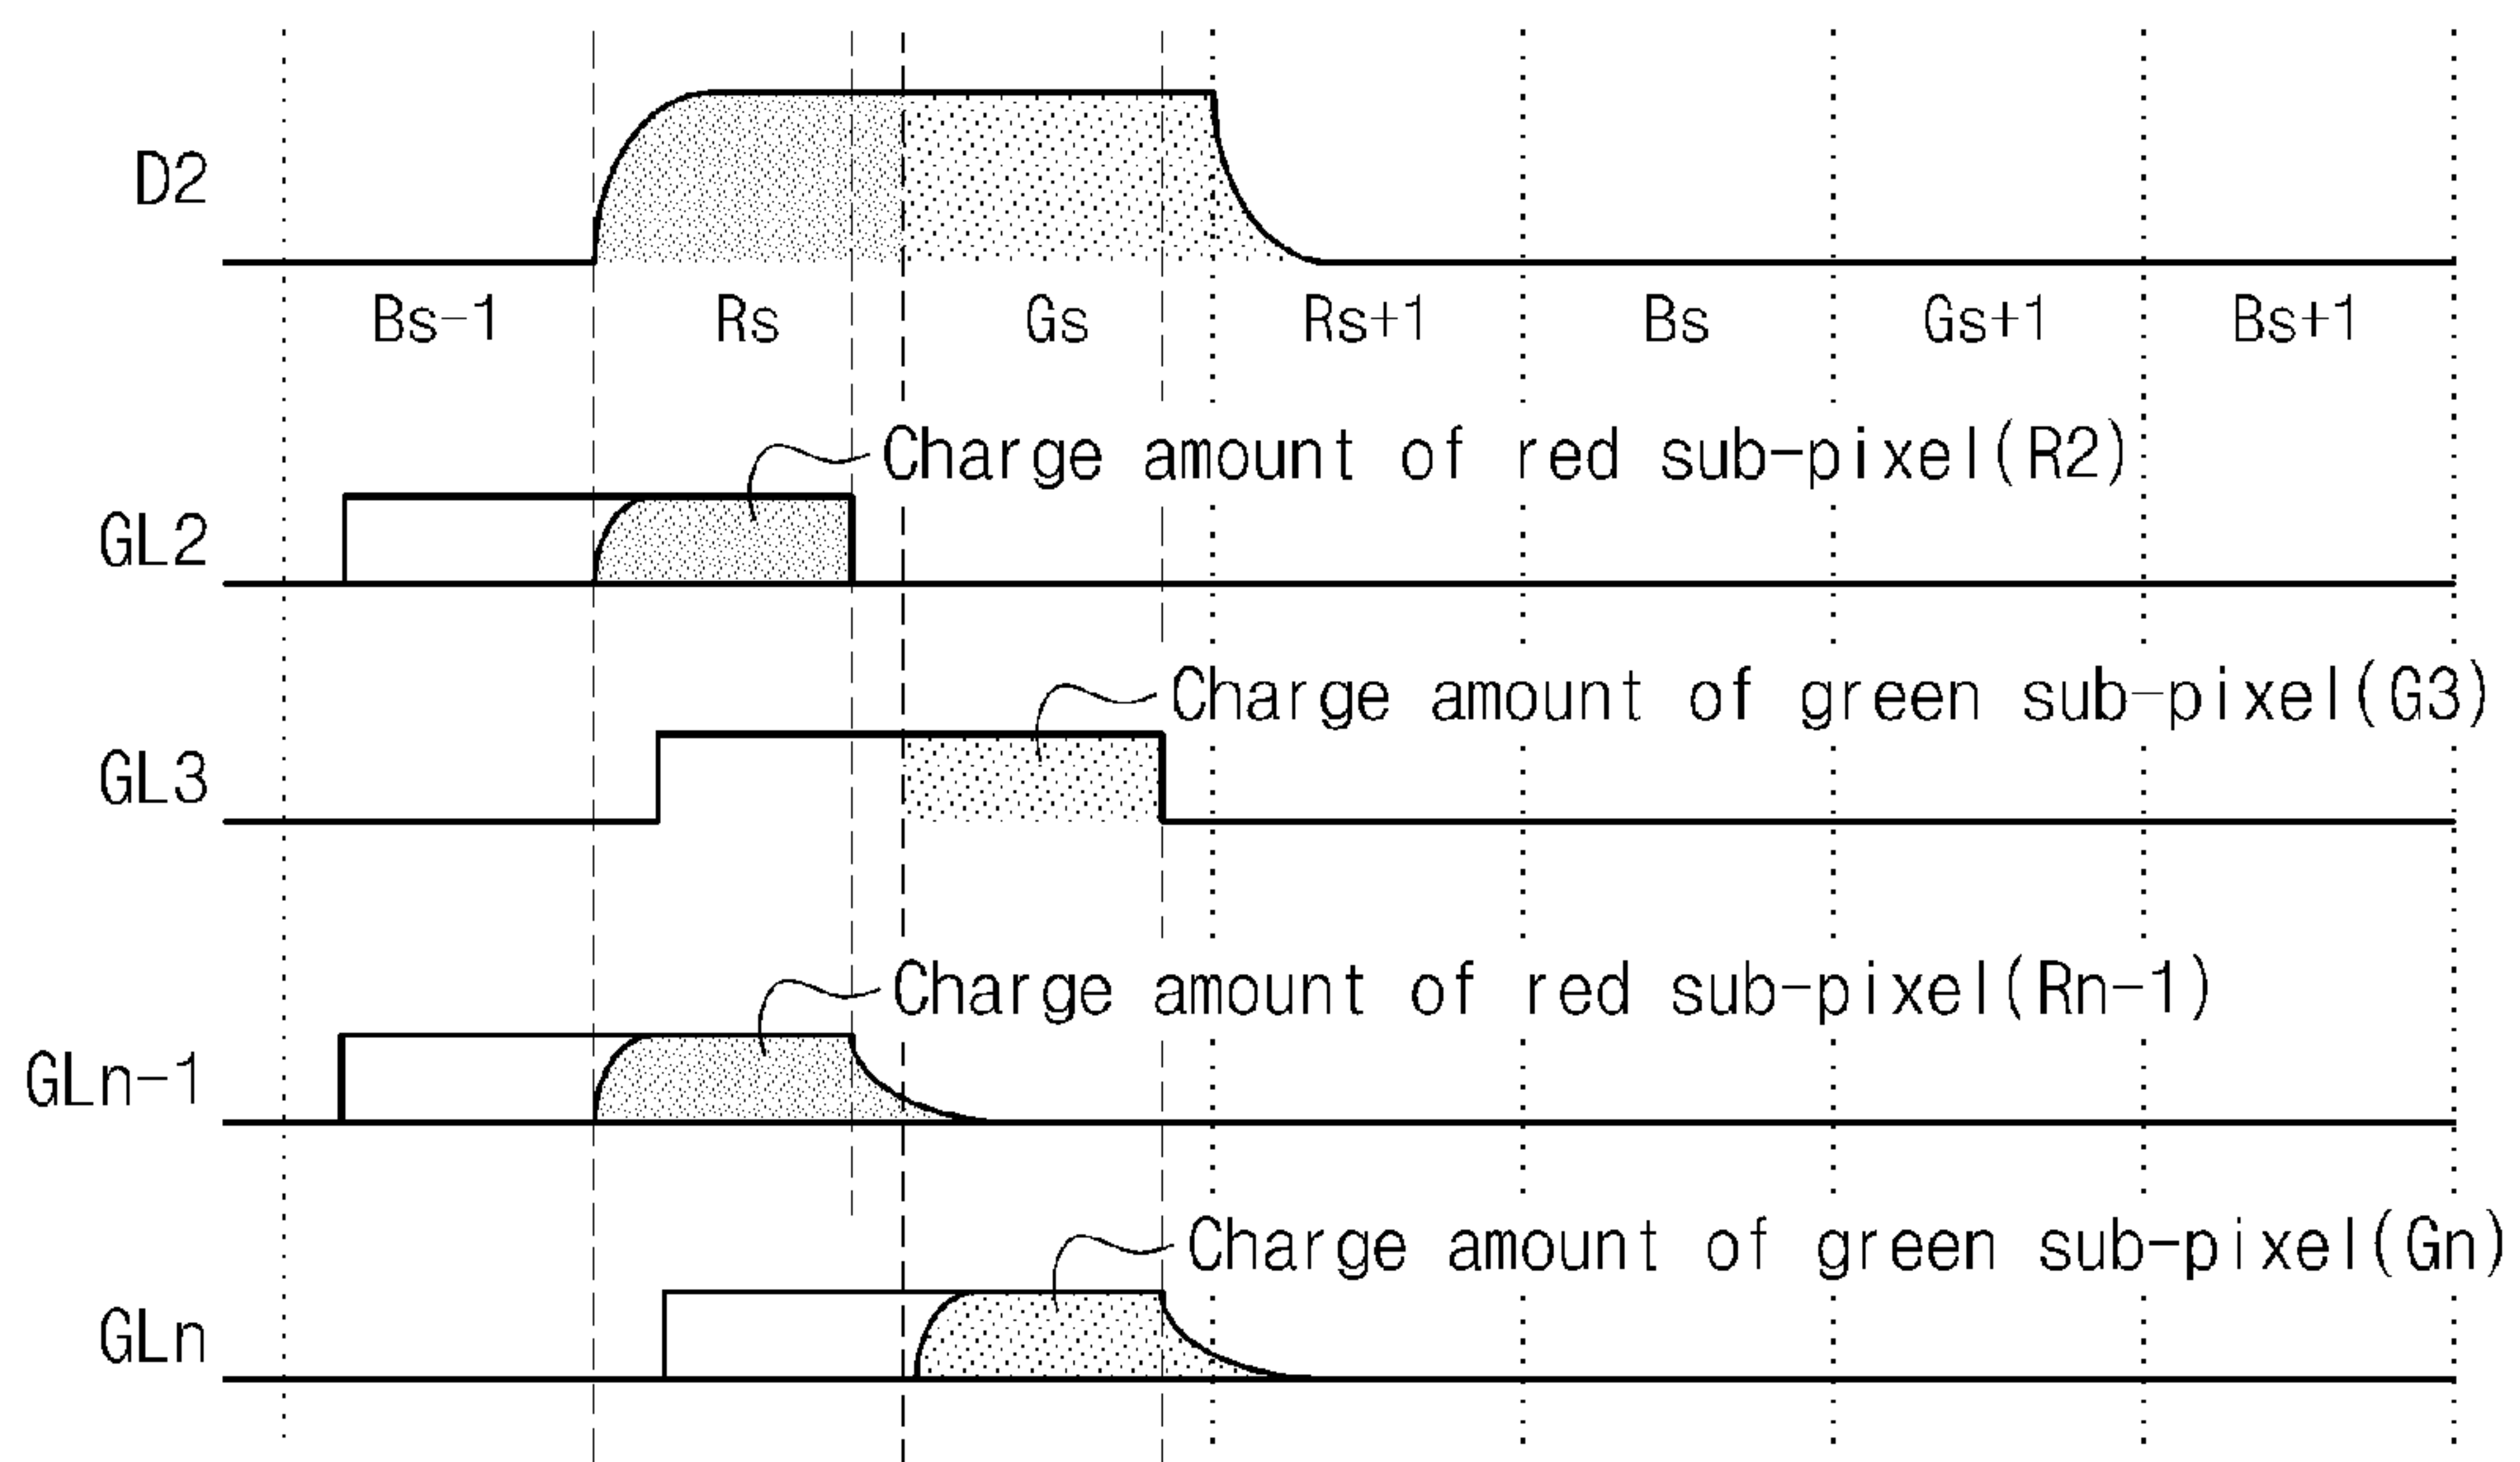 D2
Bs-1 Rs Gs Rs+1 Bs Gs+1 Bs+1
Charge amount of red sub-pixel(R2)
GL2
Charge amount of green sub-pixel(G3)
GL3
Charge amount of red sub-pixel(Rn-1)
GLn-1
Charge amount of green sub-pixel(Gn)
GLn